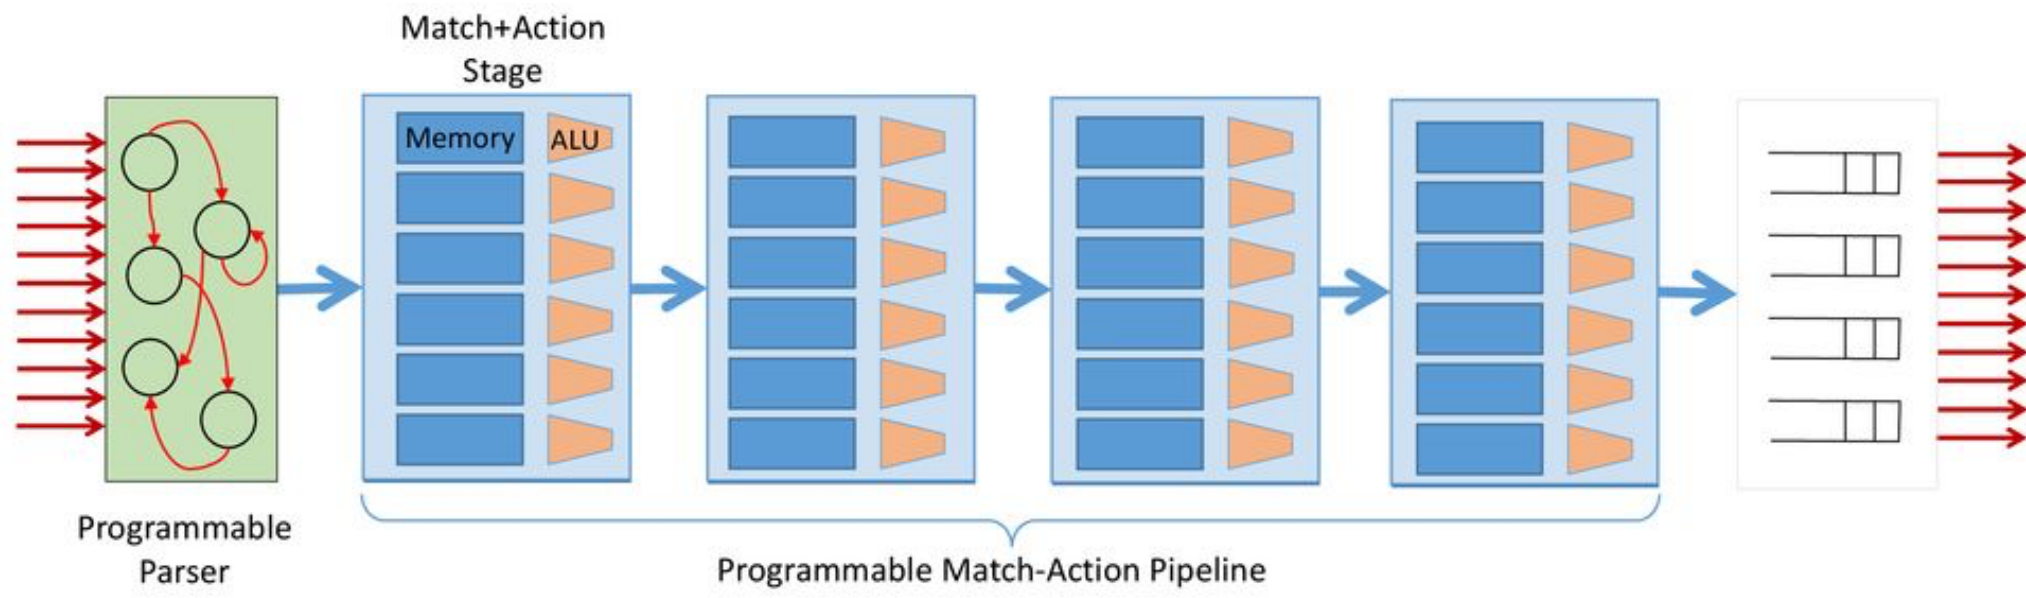 Match+Action
Stage
Memory
ALU
Programmable
Parser
Programmable Match-Action Pipeline